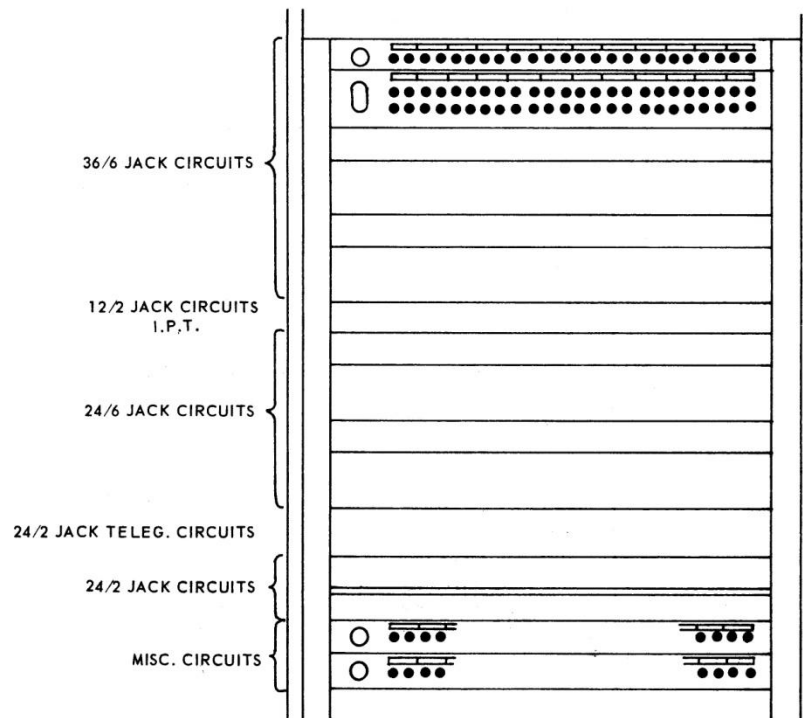 36/6 JACK CIRCUITS
12/2 JACK CIRCUITS
I.P.T.
24/6 JACK CIRCUITS
24/2 JACK TELEG. CIRCUITS
24/2 JACK CIRCUITS
MISC. CIRCUITS